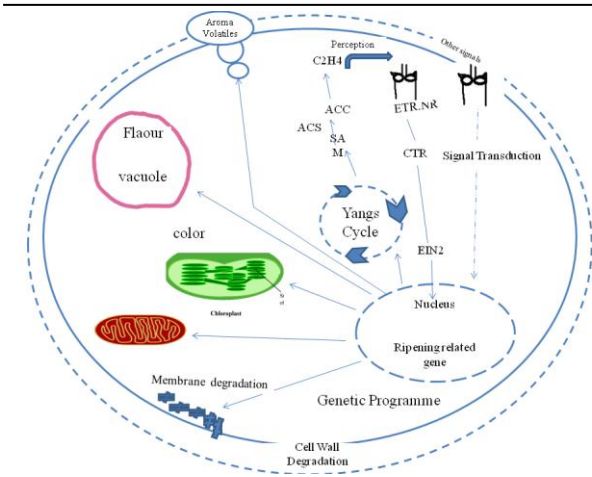 Aroma
Volatiles
Perception
C2H4
Other signals
ETR.NR
ACC
ACS
SA
M
CTR
Signal Transduction
Flaour
vacuole
Yangs
Cycle
color
EIN2
Chloroplast
Nucleus
Ripening related
gene
Membrane degradation
Genetic Programme
Cell Wall
Degradation